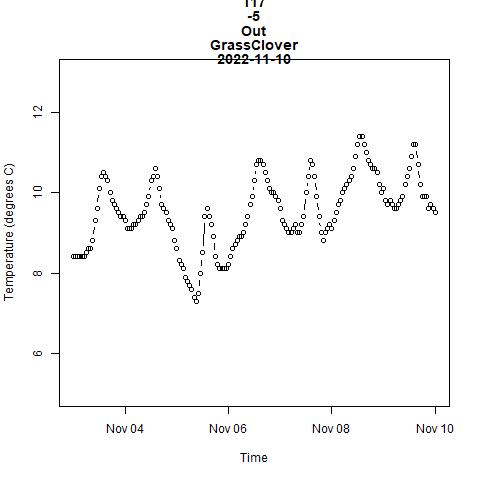 117
-5
Out
GrassClover
2022-11-10
Temperature (degrees C)
12
10
8
6
Nov 04
Nov 06
Nov 08
Nov 10
Time